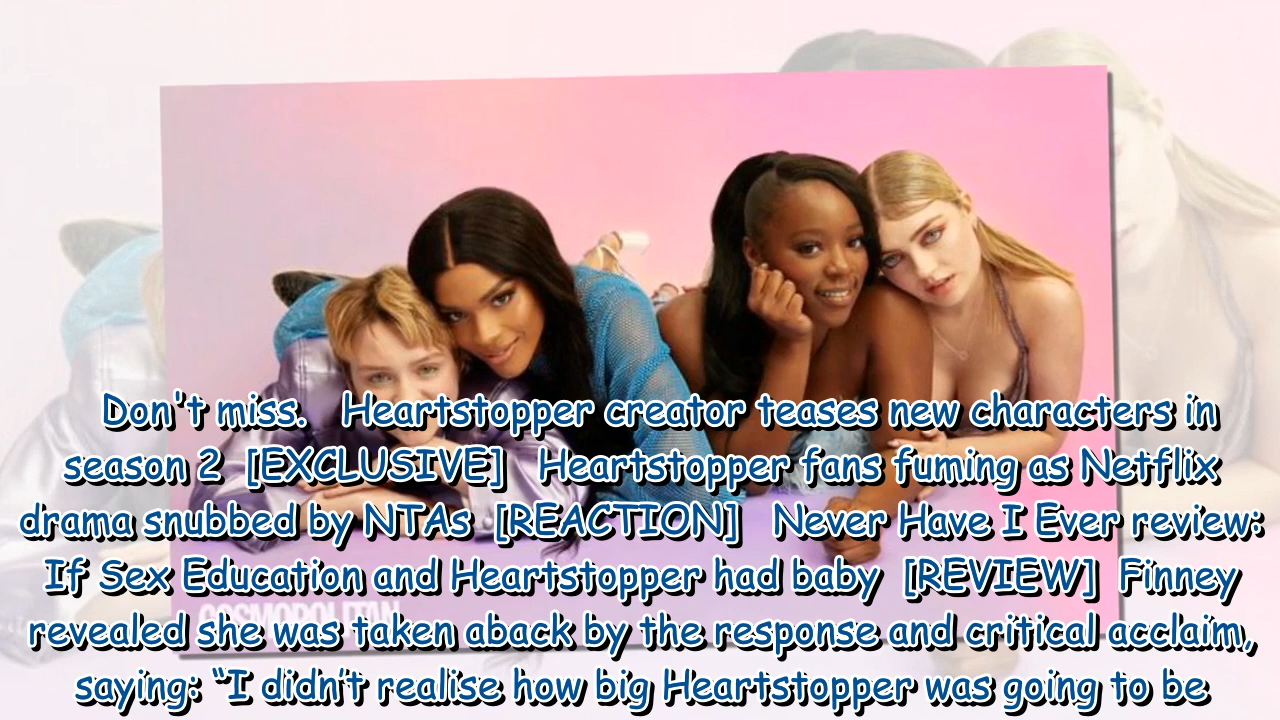 Don't miss. Heartstopper creator teases new characters in
season 2 [EXCLUSIVE] Heartstopper fans fuming as Netflix
drama snubbed by NTAs [REACTION] Never Have I Ever review:
If Sex Education and Heartstopper had baby [REVIEW] Finney
COSMOPOLITAN
revealed she was taken aback by the response and critical acclaim,
saying: “I didn’t realise how big Heartstopper was going to be